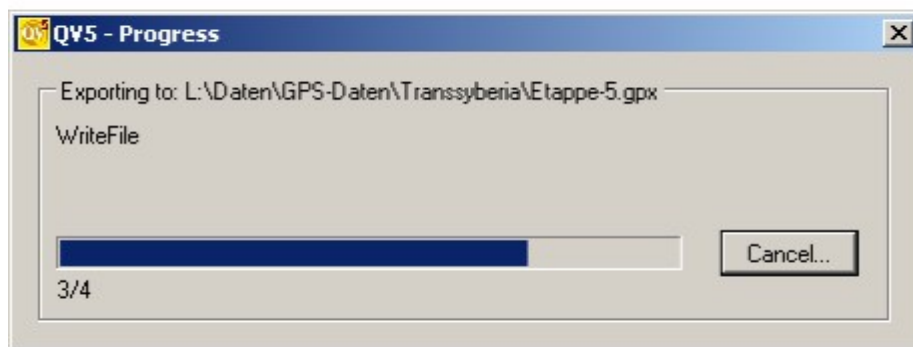 QV5 - Progress
Exporting to: L:\Daten\GPS-Daten\Transsyberia\Etappe-5.gpx
WriteFile
Cancel...
3/4